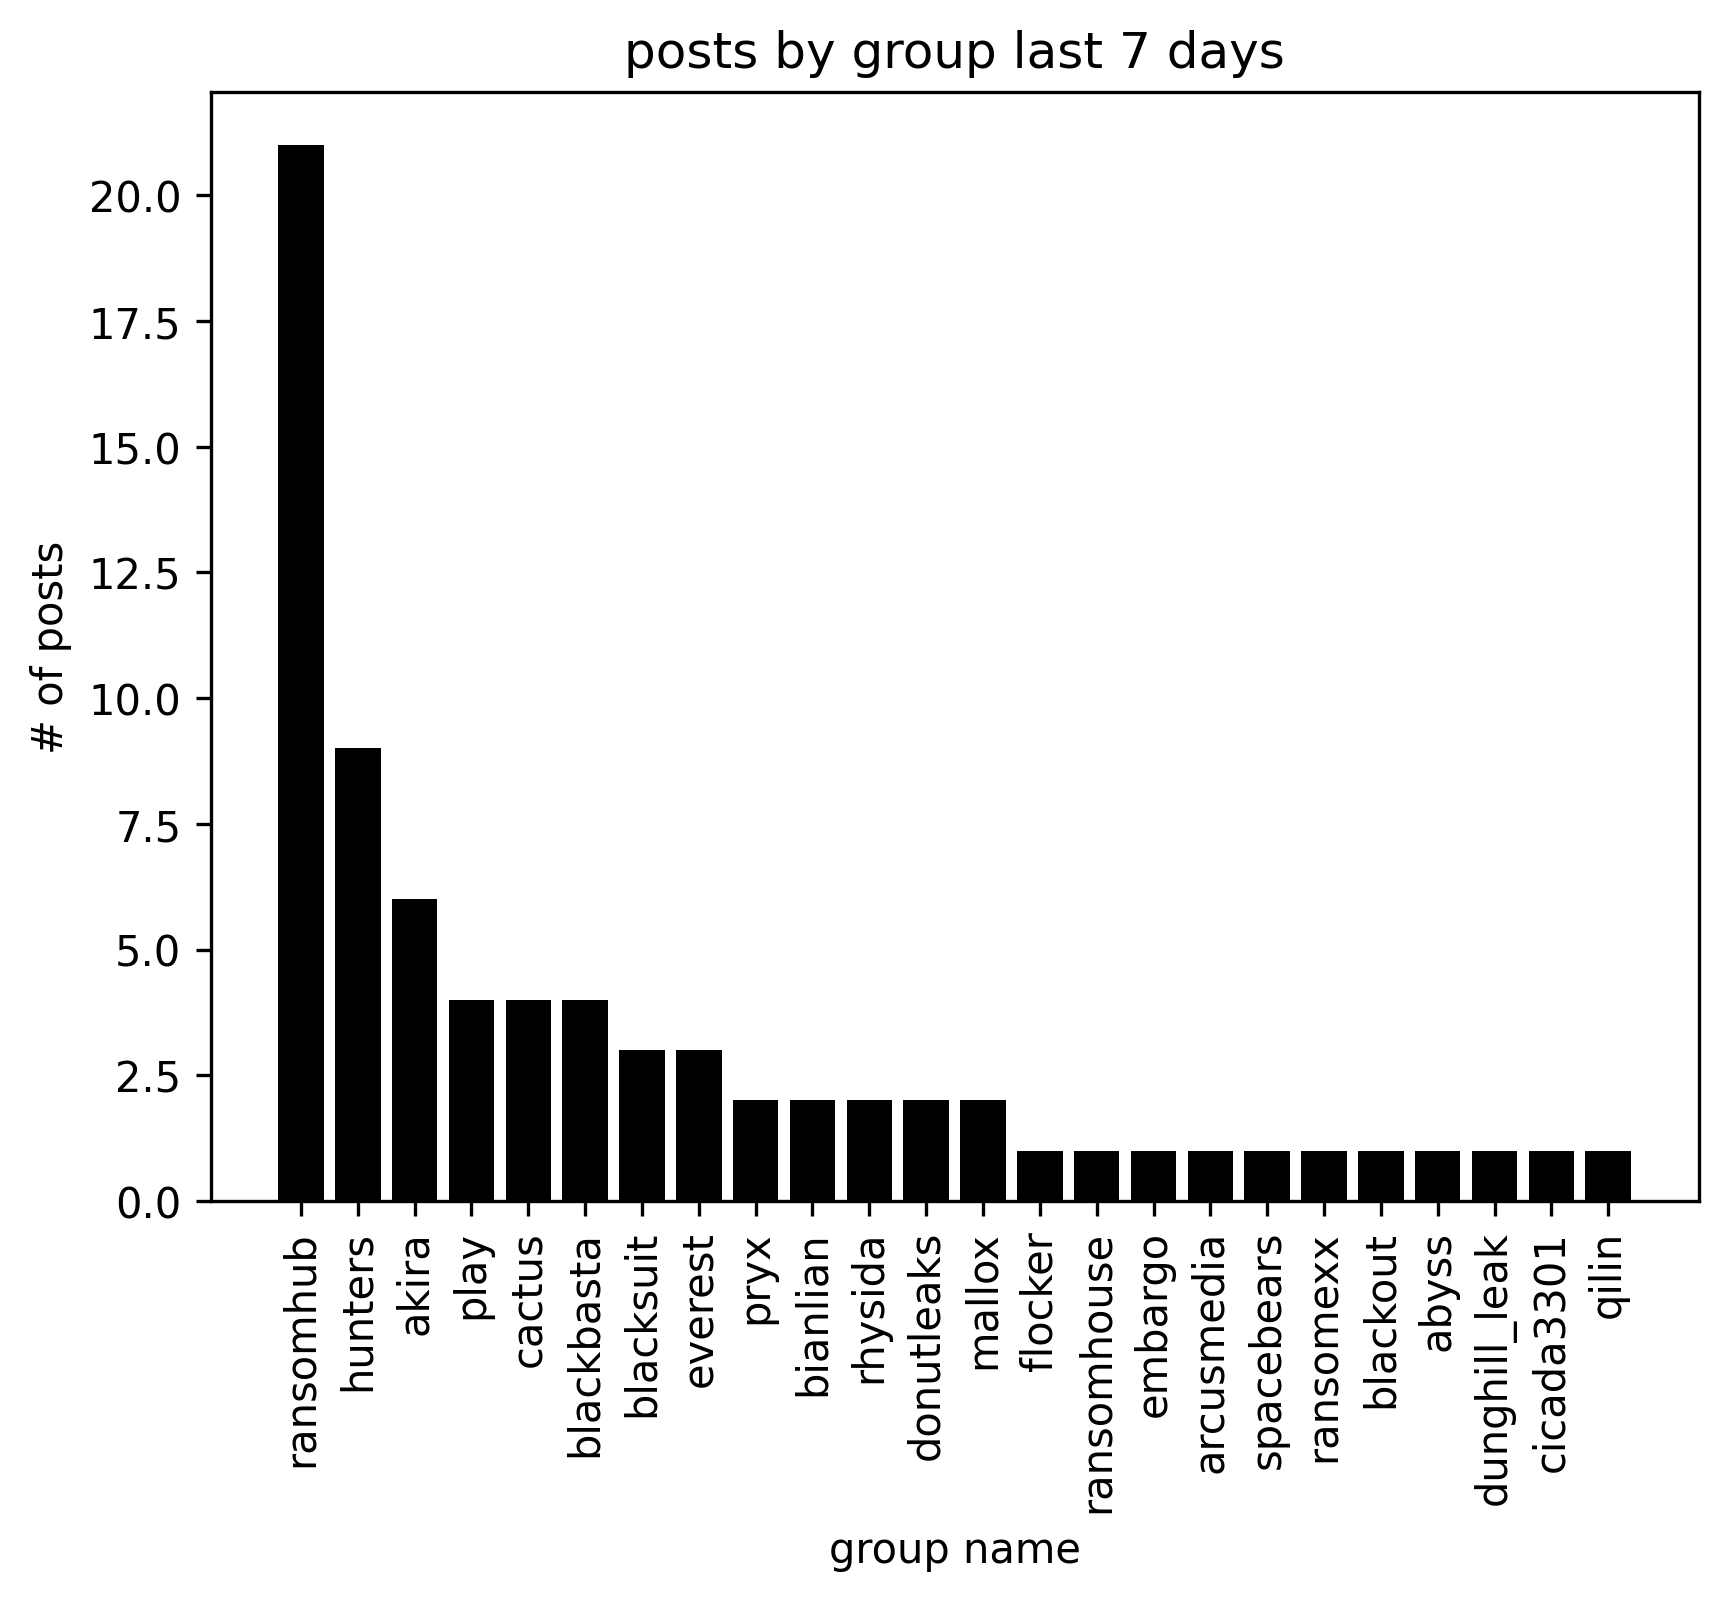 posts by group last 7 days
# of posts
20.0
17.5
15.0
12.5
10.0
7.5
5.0
2.5
0.0
ransomhub
hunters
akira
play
cactus
blackbasta
blacksuit
everest
pryx
bianlian
rhysida
donutleaks
mallox
flocker
ransomhouse
embargo
arcusmedia
spacebears
ransomexx
blackout
abyss
dunghill_leak
cicada3301
qilin
group name